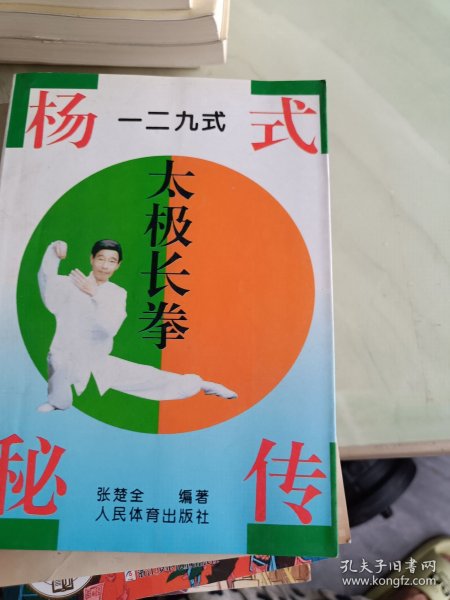 杨式
一二九式
太极长拳
秘传
张楚全 编著
人民体育出版社
孔夫子旧书网
www.kongfz.com